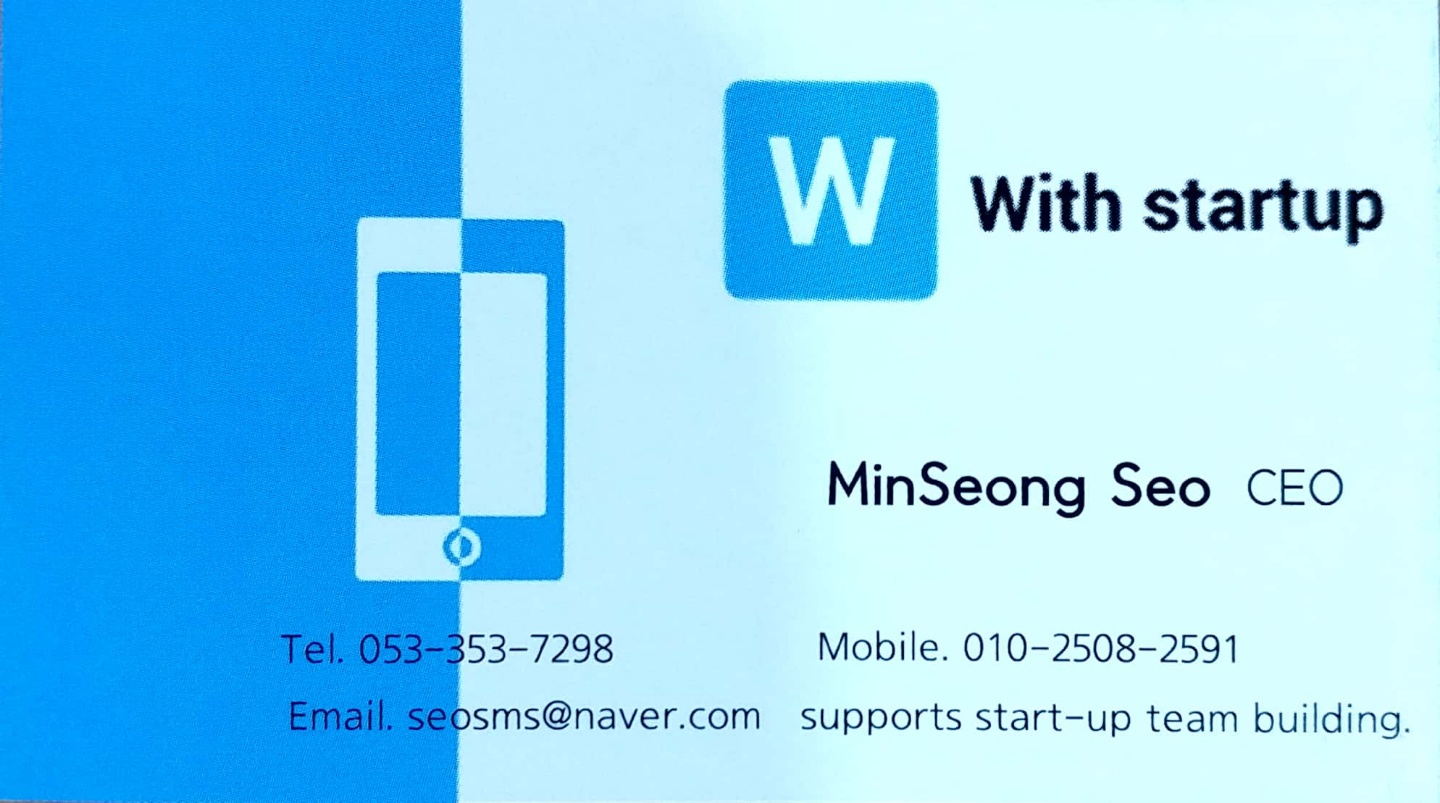 W
With startup
MinSeong Seo CEO
Tel. 053-353-7298
Mobile. 010-2508-2591
Email. seosms@naver.com
supports start-up team building.